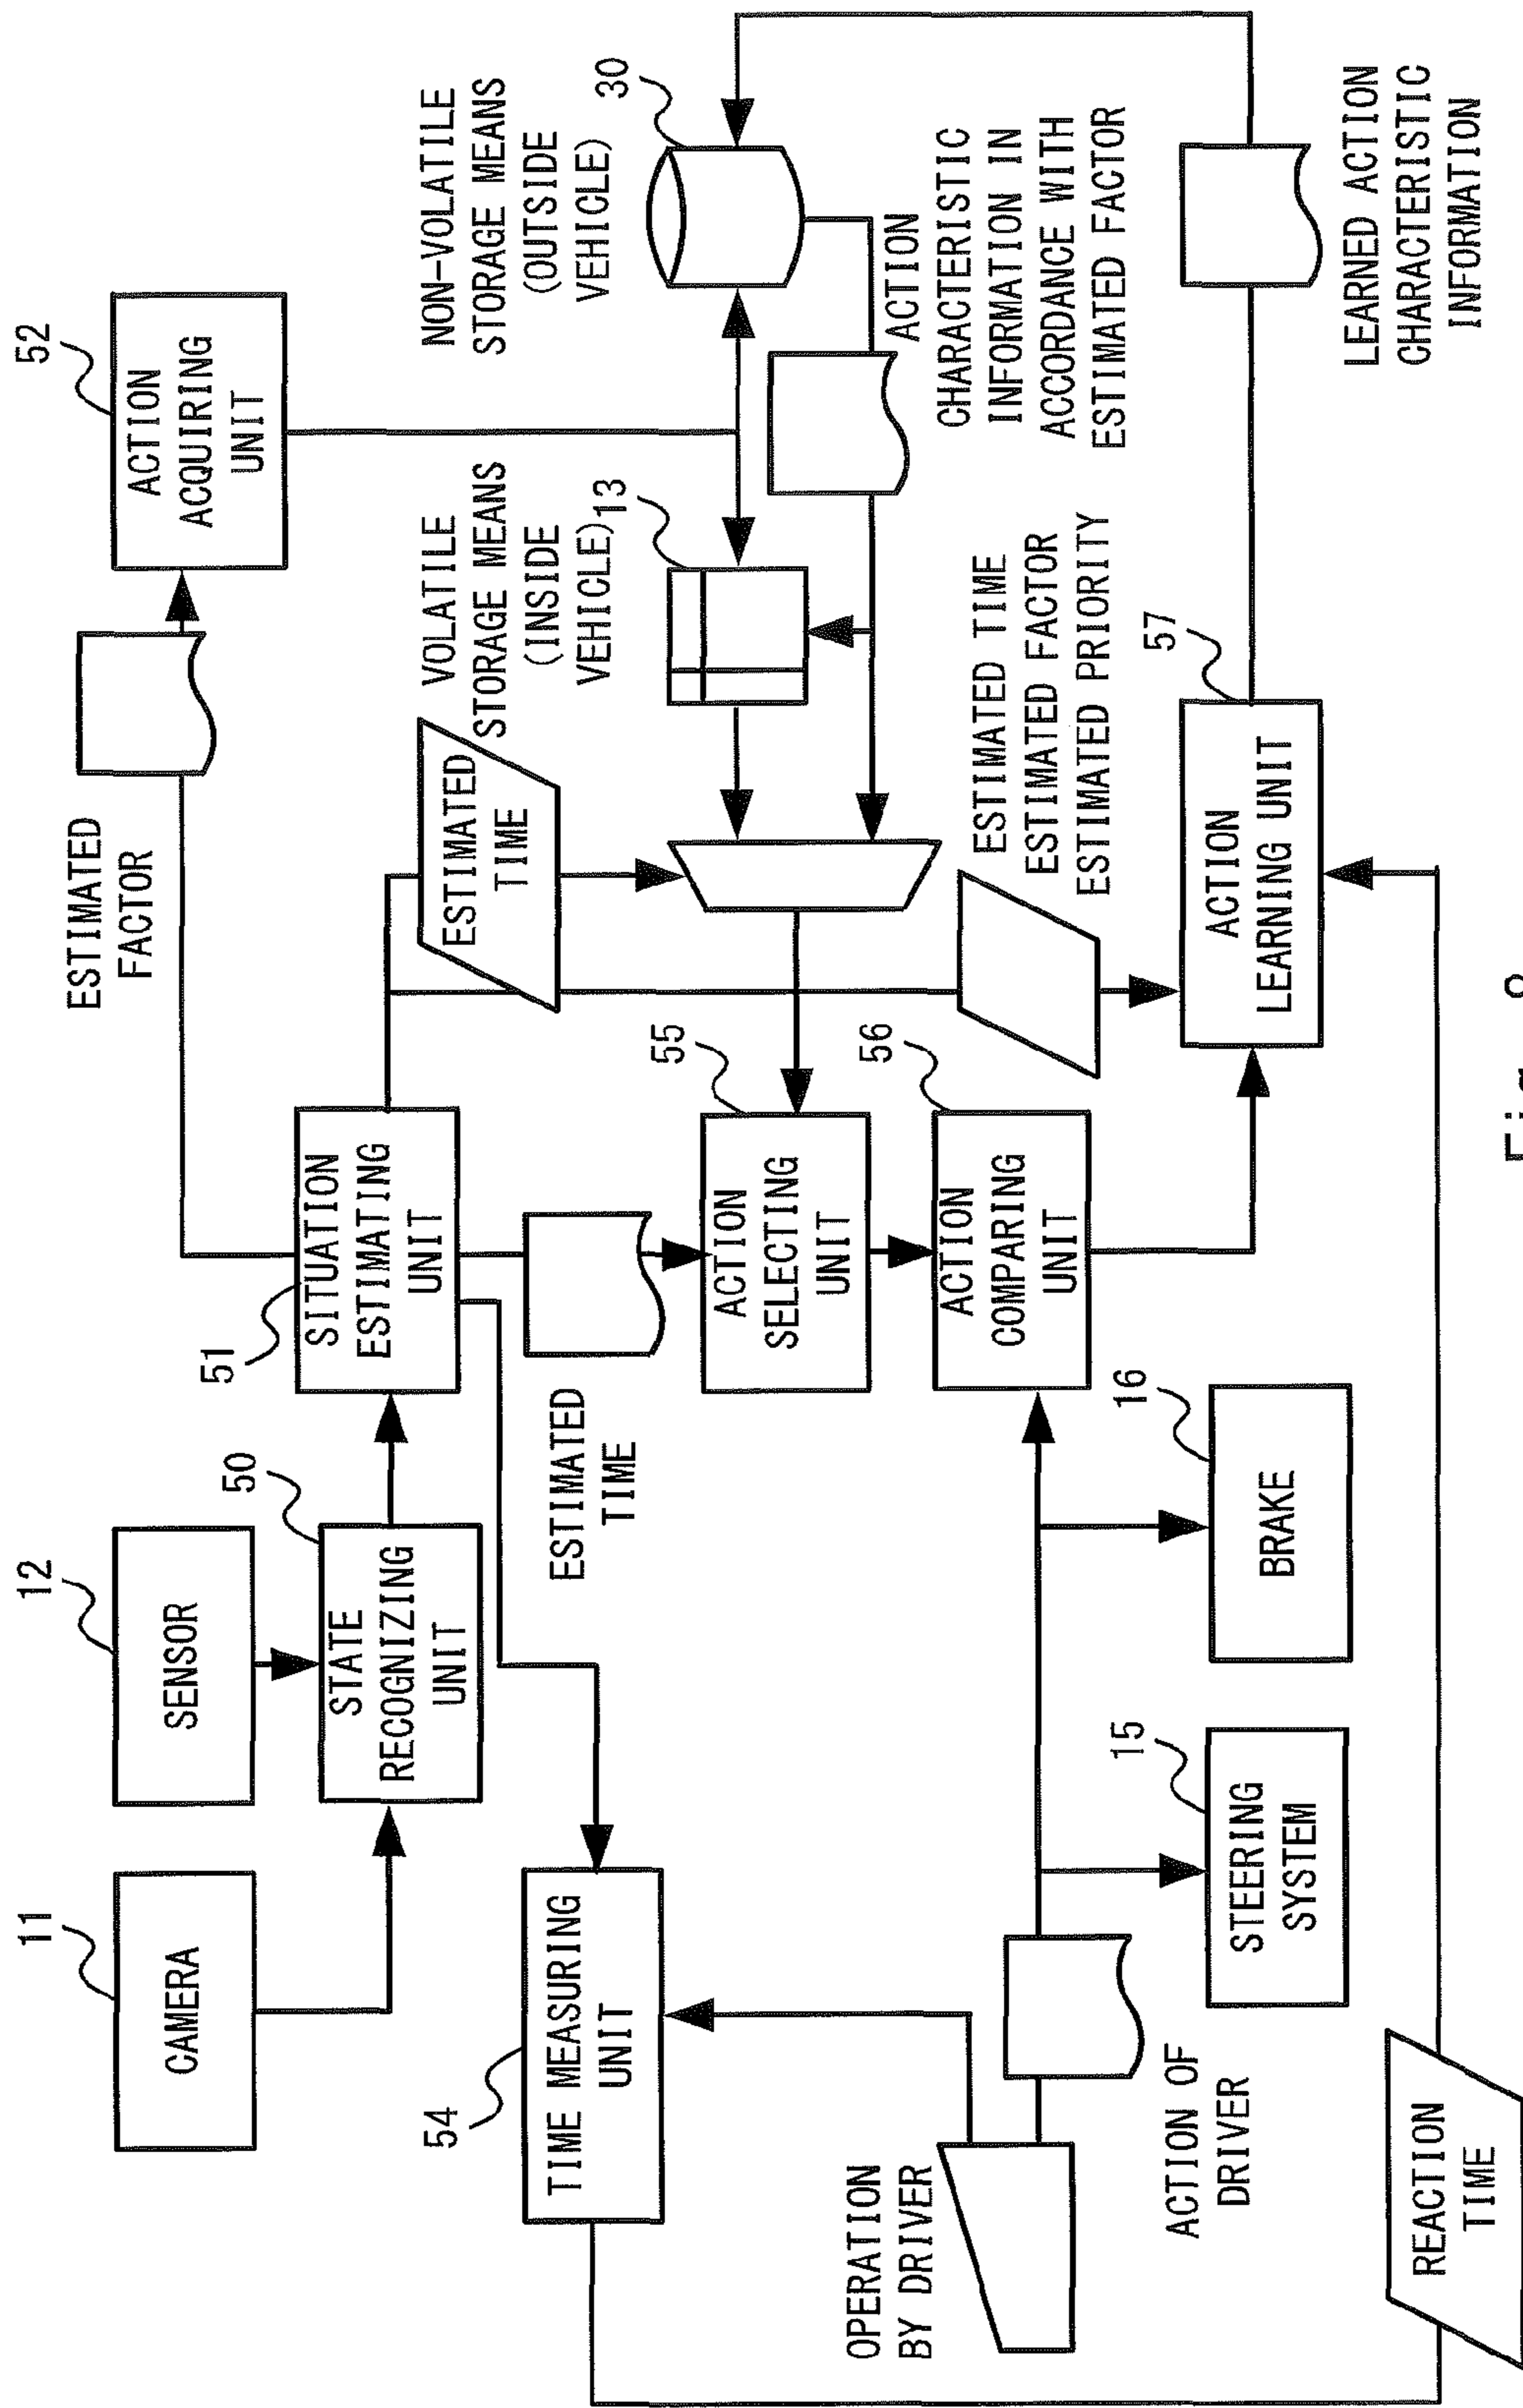 11
CAMERA
12
SENSOR
50
STATE
RECOGNIZING
UNIT
51
SITUATION
ESTIMATING
UNIT
ESTIMATED
FACTOR
52
ACTION
ACQUIRING
UNIT
54
TIME MEASURING
UNIT
ESTIMATED
TIME
ESTIMATED
TIME
VOLATILE
STORAGE MEANS
(INSIDE
VEHICLE)
13
NON-VOLATILE
STORAGE MEANS
(OUTSIDE
VEHICLE)
30
55
ACTION
SELECTING
UNIT
ACTION
CHARACTERISTIC
INFORMATION IN
ACCORDANCE WITH
ESTIMATED FACTOR
OPERATION
BY DRIVER
56
ACTION
COMPARING
UNIT
ESTIMATED TIME
ESTIMATED FACTOR
ESTIMATED PRIORITY
ACTION OF
DRIVER
15
STEERING
SYSTEM
16
BRAKE
57
ACTION
LEARNING UNIT
LEARNED ACTION
CHARACTERISTIC
INFORMATION
REACTION
TIME